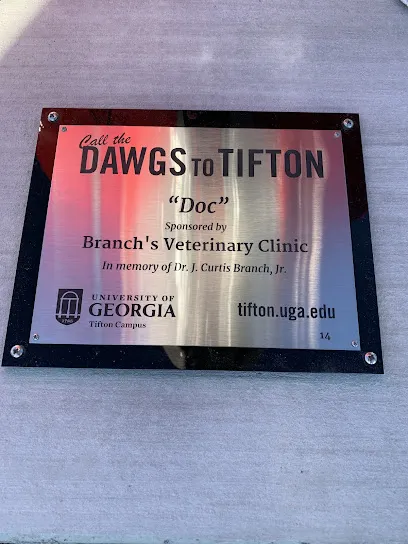 Call the
DAWGS TO TIFTON
“Doc”
Sponsored by
Branch's Veterinary Clinic
In memory of Dr. J. Curtis Branch, Jr.
UNIVERSITY OF
GEORGIA
Tifton Campus
tifton.uga.edu
14